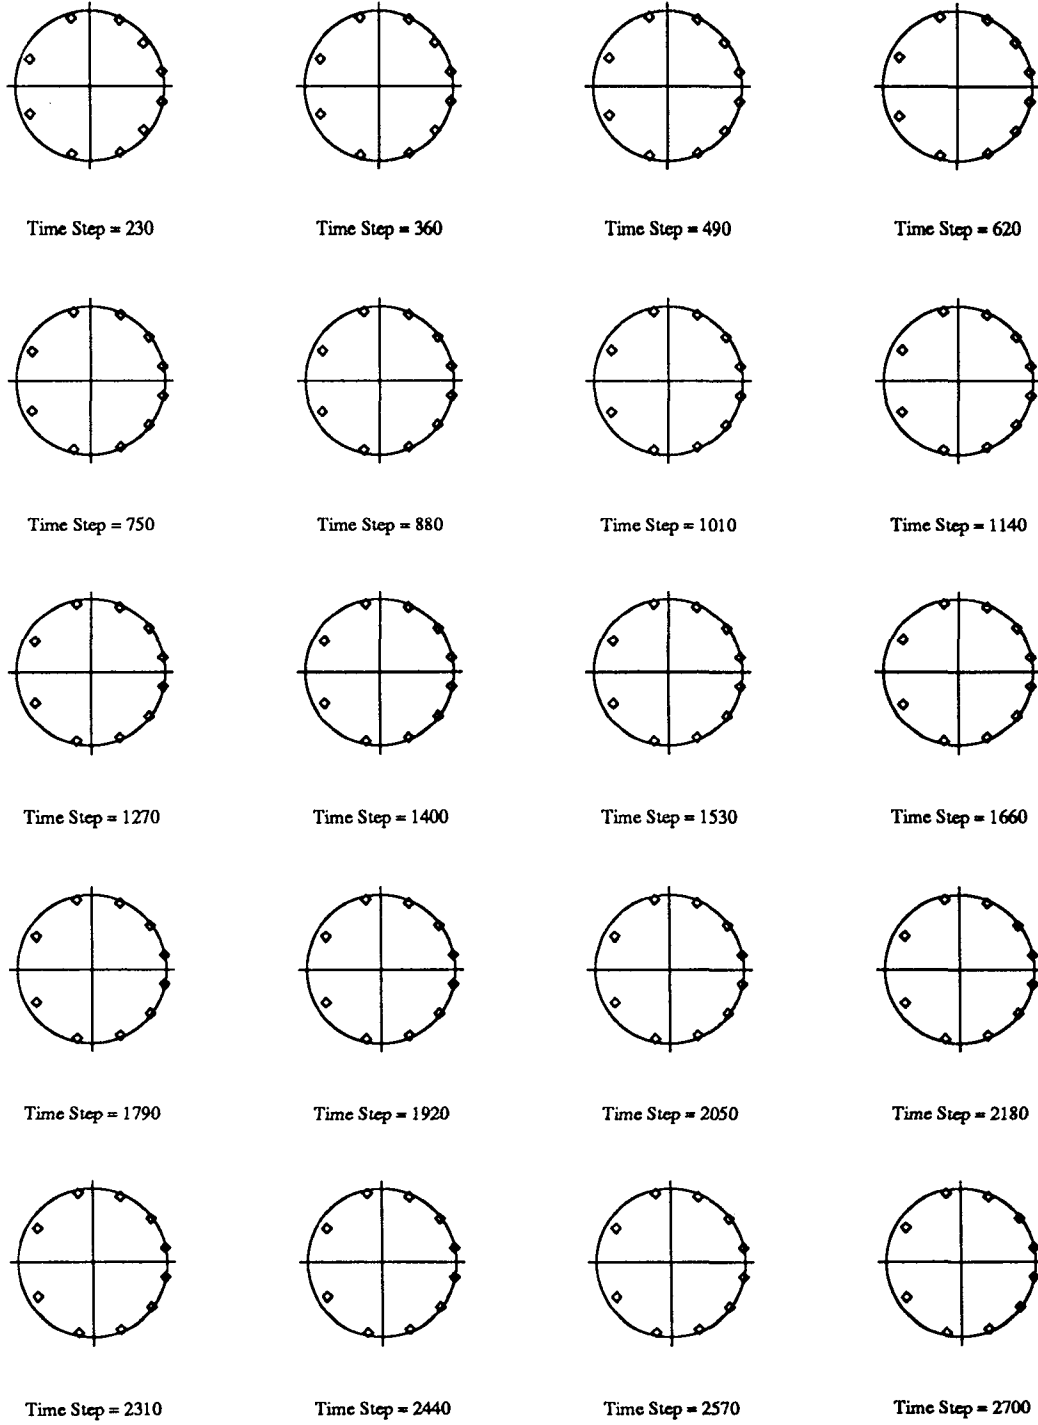 Time Step = 230
Time Step = 360
Time Step = 490
Time Step = 620
Time Step = 750
Time Step = 880
Time Step = 1010
Time Step = 1140
Time Step = 1270
Time Step = 1400
Time Step = 1530
Time Step = 1660
Time Step = 1790
Time Step = 1920
Time Step = 2050
Time Step = 2180
Time Step = 2310
Time Step = 2440
Time Step = 2570
Time Step = 2700